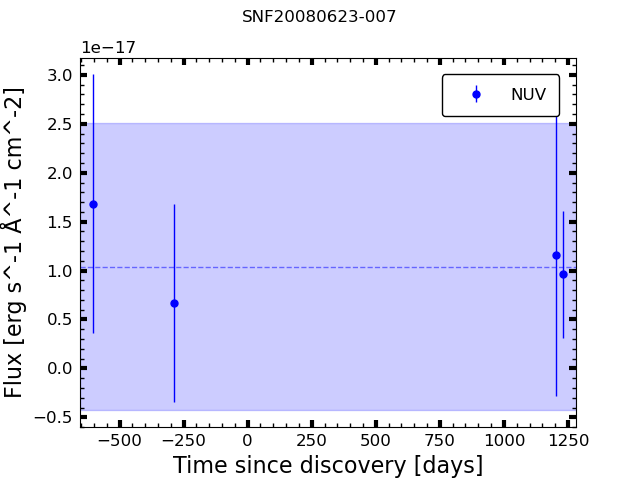 SNF20080623-007
1e−17
NUV
3.0
2.5
2.0
1.5
1.0
0.5
0.0
−0.5
Flux [erg s^-1 Å^-1 cm^-2]
−500 −250 0 250 500 750 1000 1250
Time since discovery [days]